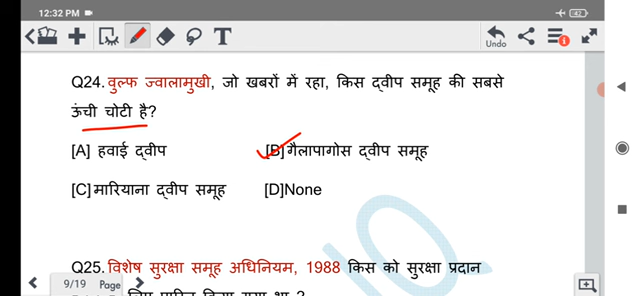 12:32 PM
42
Undo
Q24. वुल्फ ज्वालामुखी, जो खबरों में रहा, किस द्वीप समूह की सबसे
ऊंची चोटी है?
[A] हवाई द्वीप [B] गैलापागोस द्वीप समूह
[C] मारियाना द्वीप समूह [D]None
Q25. विशेष सुरक्षा समूह अधिनियम, 1988 किस को सुरक्षा प्रदान
9/19 Page